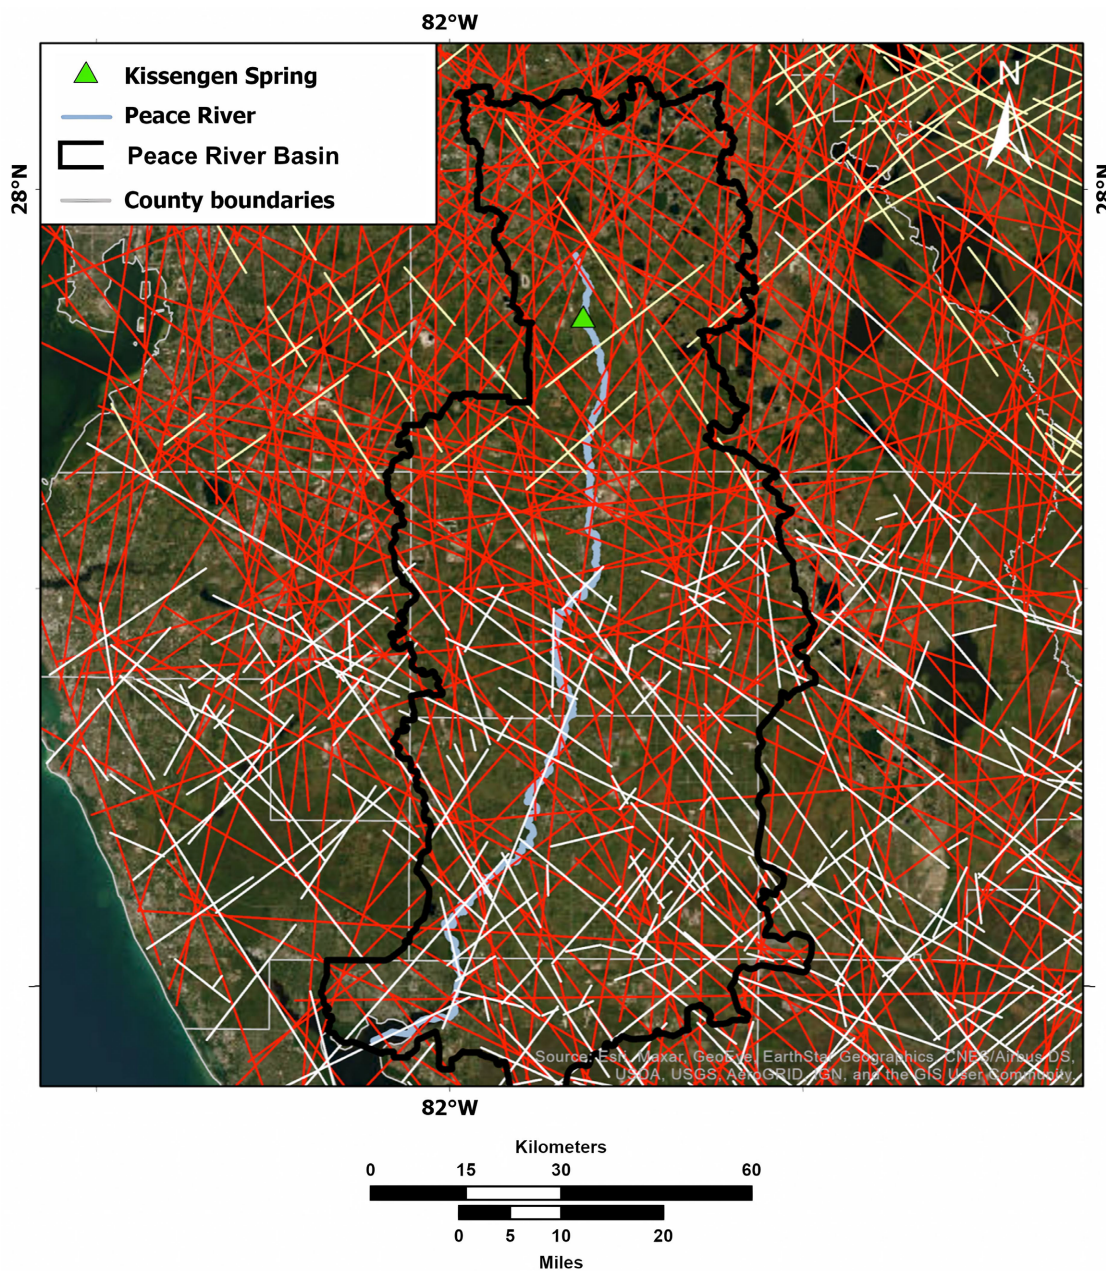 82°W
Kissengen Spring
Peace River
Peace River Basin
County boundaries
N
28°N
28°N
Source: Esri, Maxar, GeoEye, EarthStar Geographics, CNES/Airbus DS,
USDA, USGS, AeroGRID, IGN, and the GIS User Community
82°W
Kilometers
0 15 30 60
0 5 10 20
Miles